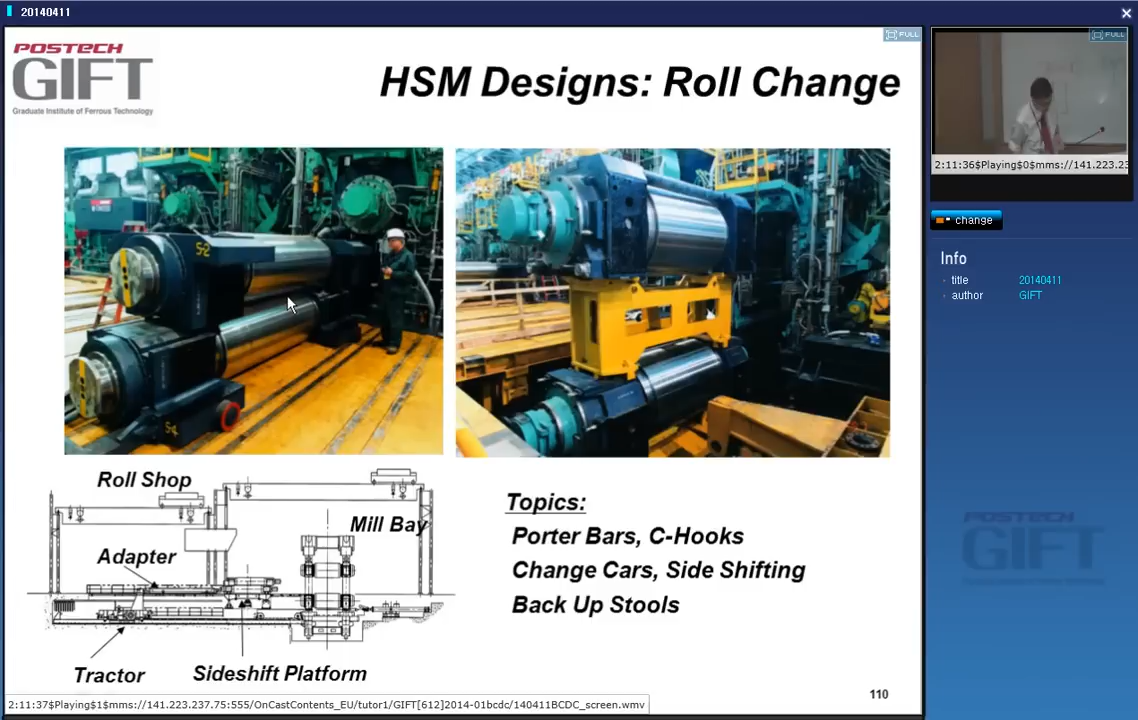 20140411
POSTECH
GIFT
Graduate Institute of Ferrous Technology
HSM Designs: Roll Change
FULL
FULL
2:11:36$Playing$0$mms://141.223.23
change
Info
title 20140411
author GIFT
S-2
S-4
Roll Shop
Mill Bay
Adapter
Tractor
Sideshift Platform
Topics:
Porter Bars, C-Hooks
Change Cars, Side Shifting
Back Up Stools
POSTECH
GIFT
110
2:11:37$Playing$1$mms://141.223.237.75:555/OnCastContents_EU/tutor1/GIFT[612]2014-01bcdc/140411BCDC_screen.wmv